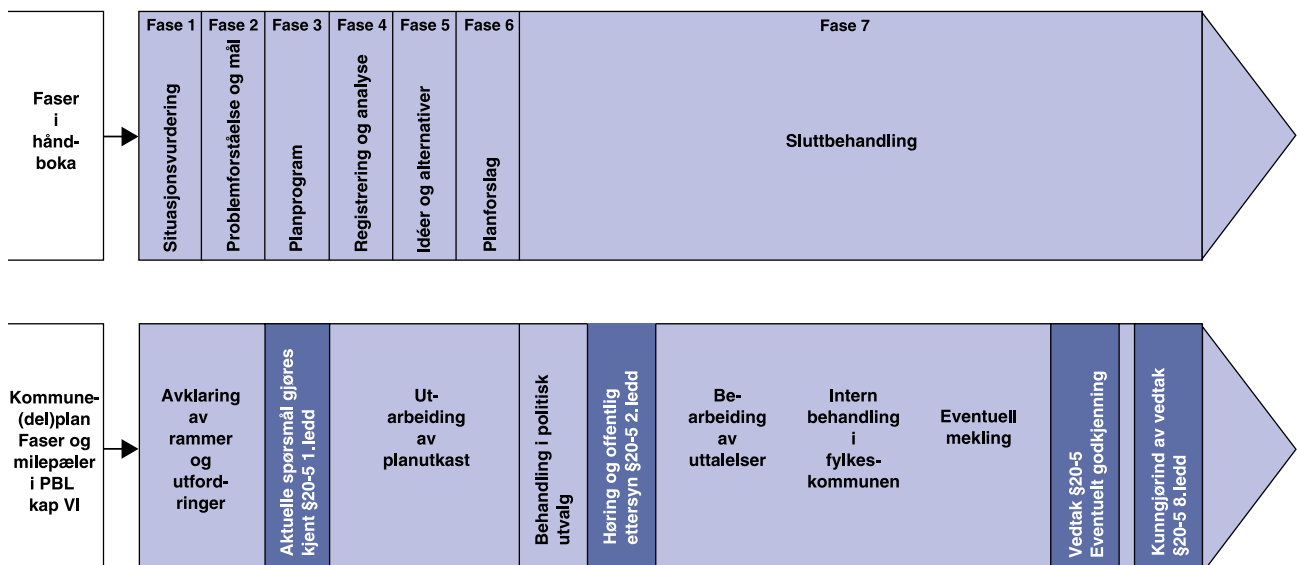 Faser
i
hånd-
boka
Fase 1
Situasjonsvurdering
Fase 2
Problemforståelse og mål
Fase 3
Planprogram
Fase 4
Registrering og analyse
Fase 5
Idéer og alternativer
Fase 6
Planforslag
Fase 7
Sluttbehandling
Kommune-
(del)plan
Faser og
milepæler
i PBL
kap VI
Avklaring
av
rammer
og
utford-
ringer
Aktuelle spørsmål gjøres
kjent §20-5 1.ledd
Ut-
arbeiding
av
planutkast
Behandling i politisk
utvalg
Høring og offentlig
ettersyn §20-5 2.ledd
Be-
arbeiding
av
uttalelser
Intern
behandling
i
fylkes-
kommunen
Eventuell
mekling
Vedtak §20-5
Eventuelt godkjenning
Kunngjørind av vedtak
§20-5 8.ledd